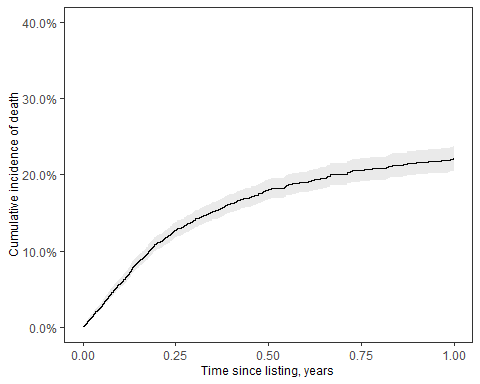 Cumulative incidence of death
40.0%
30.0%
20.0%
10.0%
0.0%
0.00 0.25 0.50 0.75 1.00
Time since listing, years